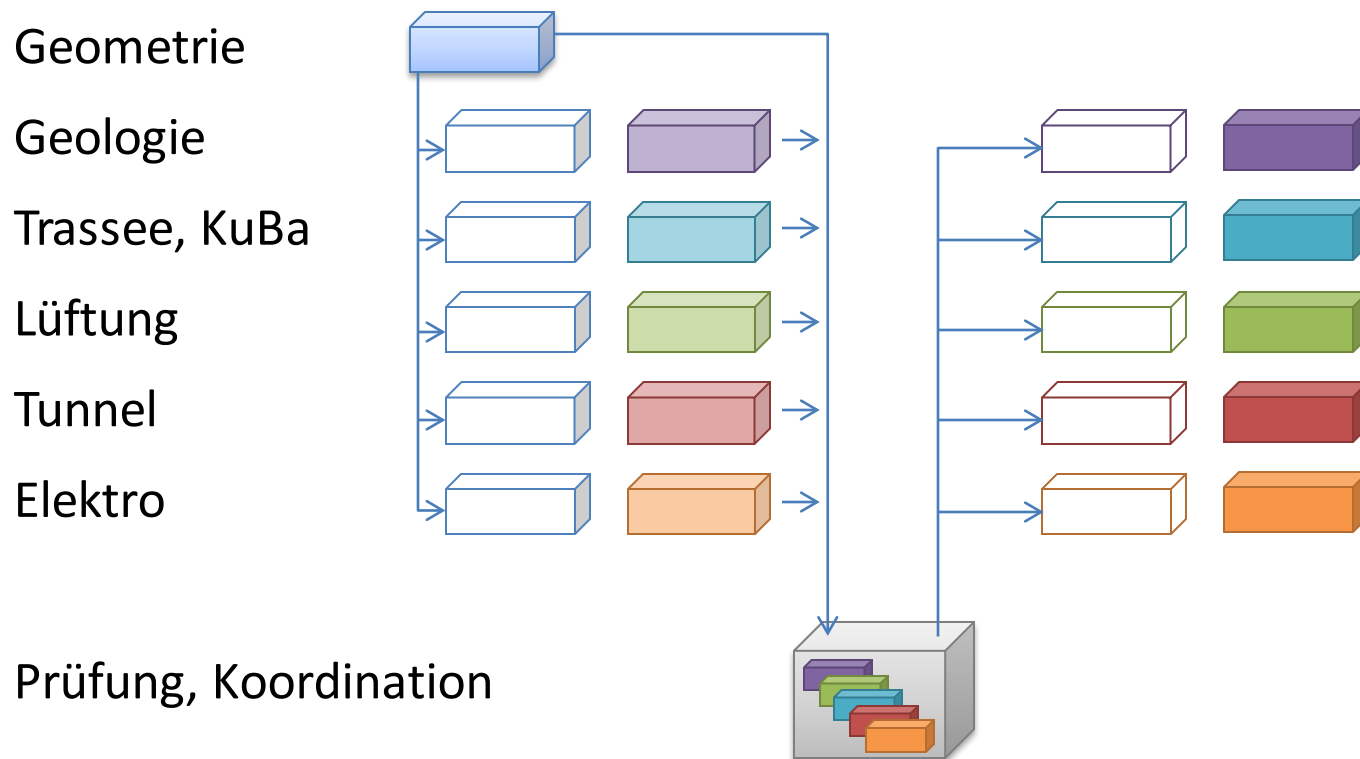 Geometrie
Geologie
Trassee, KuBa
Lüftung
Tunnel
Elektro
Prüfung, Koordination